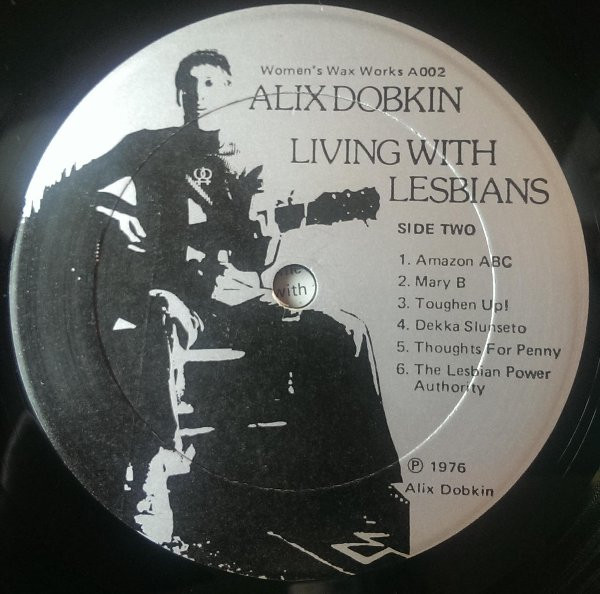 Women's Wax Works A002
ALIX DOBKIN
LIVING WITH
LESBIANS
SIDE TWO
1. Amazon ABC
2. Mary B
3. Toughen Up!
4. Dekka Slunseto
5. Thoughts For Penny
6. The Lesbian Power
Authority
with
℗ 1976
Alix Dobkin